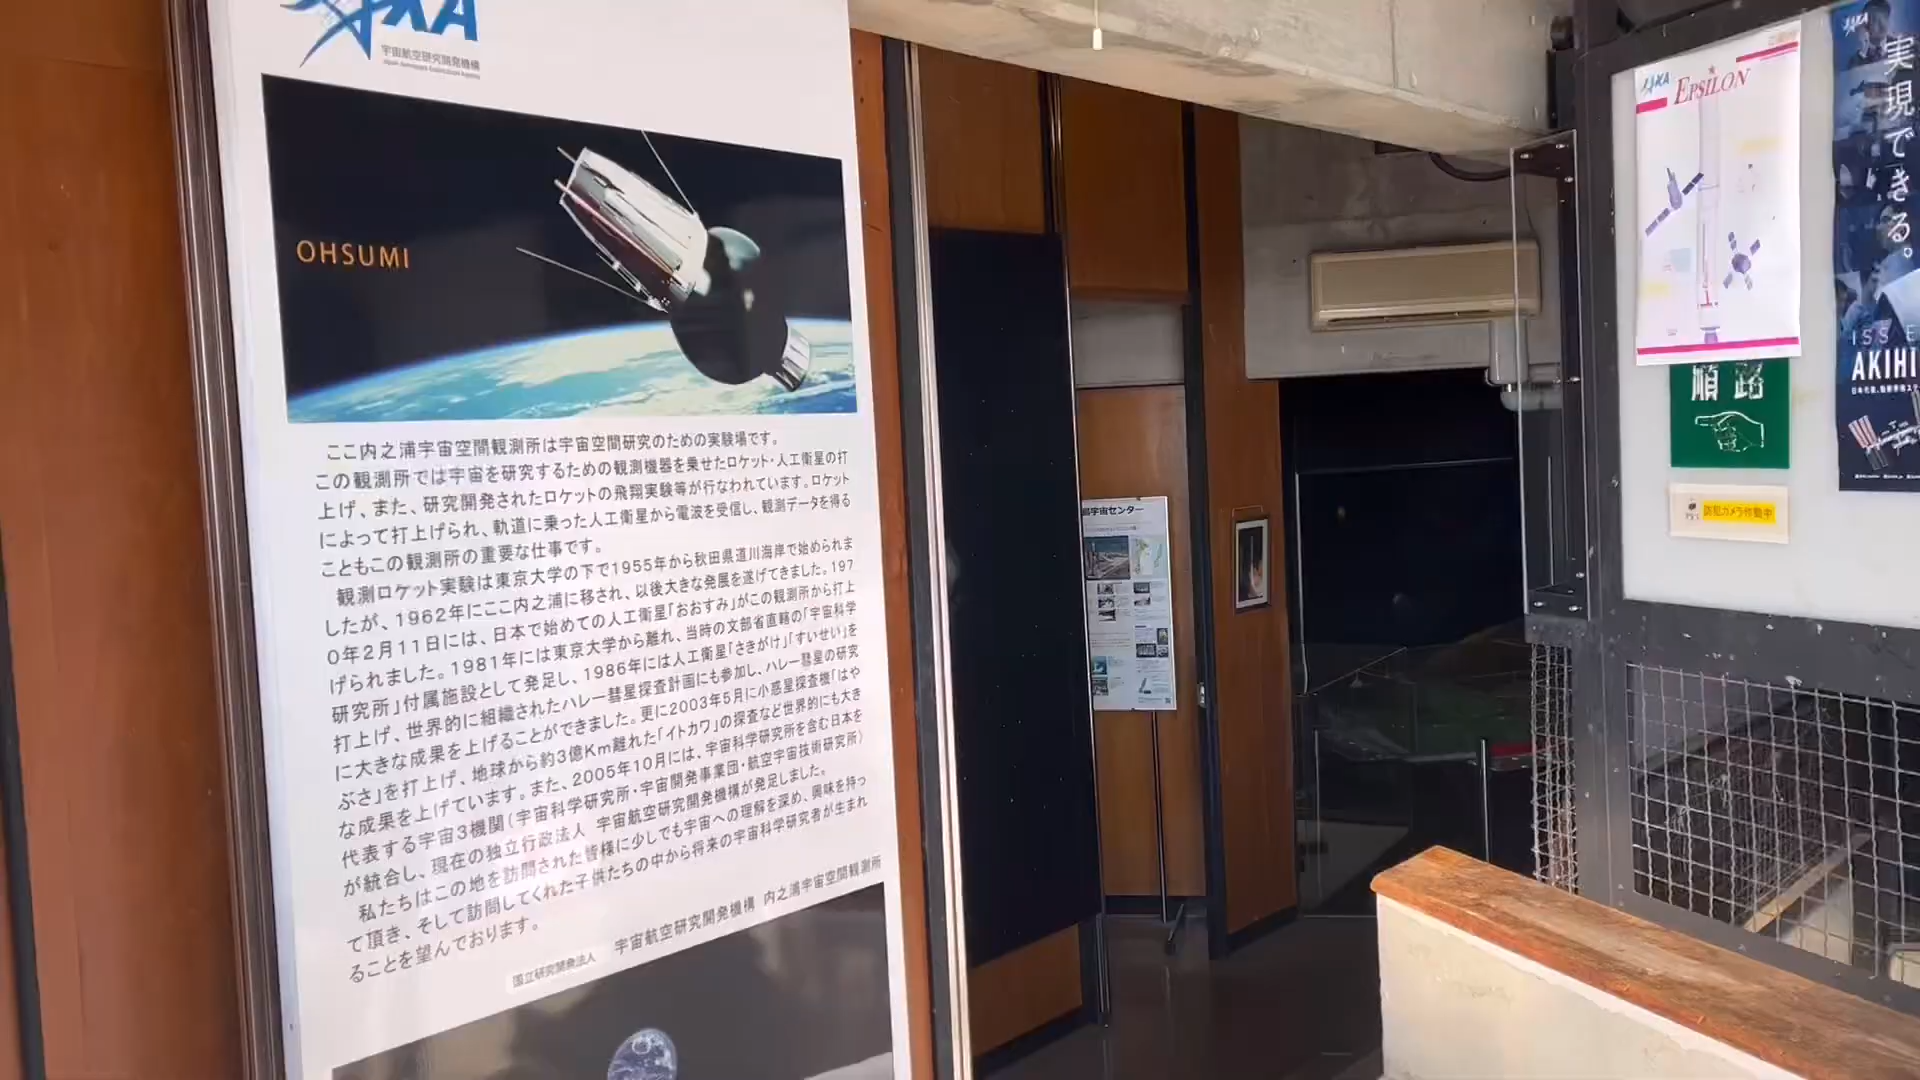 JAXA
宇宙航空研究開発機構
Japan Aerospace Exploration Agency
OHSUMI
ここ内之浦宇宙空間観測所は宇宙空間研究のための実験場です。
この観測所では宇宙を研究するための観測機器を乗せたロケット・人工衛星の打
上げ、また、研究開発されたロケットの飛翔実験等が行なわれています。ロケット
によって打上げられ、軌道に乗った人工衛星から電波を受信し、観測データを得る
こともこの観測所の重要な仕事です。
観測ロケット実験は東京大学の下で1955年から秋田県道川海岸で始められま
したが、1962年にここ内之浦に移され、以後大きな発展を遂げてきました。197
0年2月11日には、日本で始めての人工衛星「おおすみ」がこの観測所から打上
げられました。1981年には東京大学から離れ、当時の文部省直轄の「宇宙科学
研究所」付属施設として発足し、1986年には人工衛星「さきがけ」「すいせい」を
打上げ、世界的に組織されたハレー彗星探査計画にも参加し、ハレー彗星の研究
に大きな成果を上げることができました。更に2003年5月に小惑星探査機「はや
ぶさ」を打上げ、地球から約3億Km離れた「イトカワ」の探査など世界的にも大き
な成果を上げています。また、2005年10月には、宇宙科学研究所を含む日本を
代表する宇宙3機関(宇宙科学研究所・宇宙開発事業団・航空宇宙技術研究所)
が統合し、現在の独立行政法人 宇宙航空研究開発機構が発足しました。
私たちはこの地を訪問された皆様に少しでも宇宙への理解を深め、興味を持っ
て頂き、そして訪問してくれた子供たちの中から将来の宇宙科学研究者が生まれ
ることを望んでおります。
国立研究開発法人 宇宙航空研究開発機構 内之浦宇宙空間観測所
島宇宙センター
JAXA
EPSILON
順路
防犯カメラ作動中
JAXA
実現できる。
ISS E
AKIHI